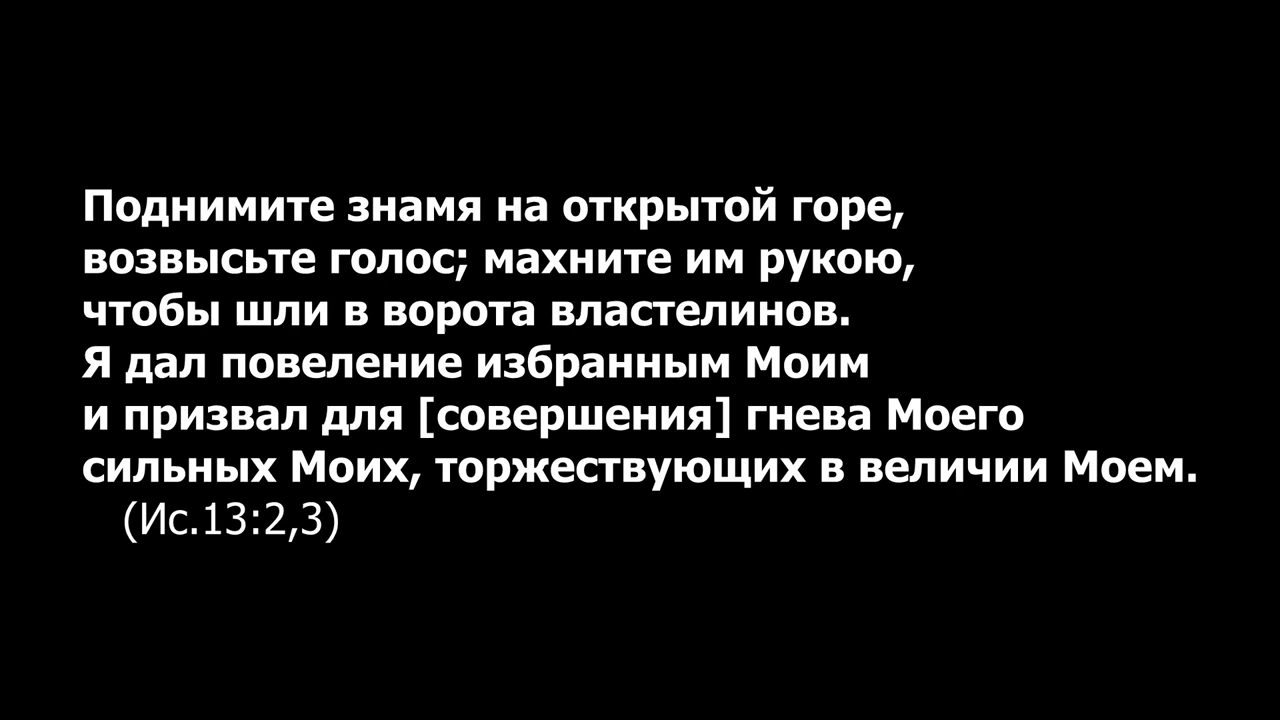 Поднимите знамя на открытой горе,
возвысьте голос; махните им рукою,
чтобы шли в ворота властелинов.
Я дал повеление избранным Моим
и призвал для [совершения] гнева Моего
сильных Моих, торжествующих в величии Моем.
(Ис.13:2,3)